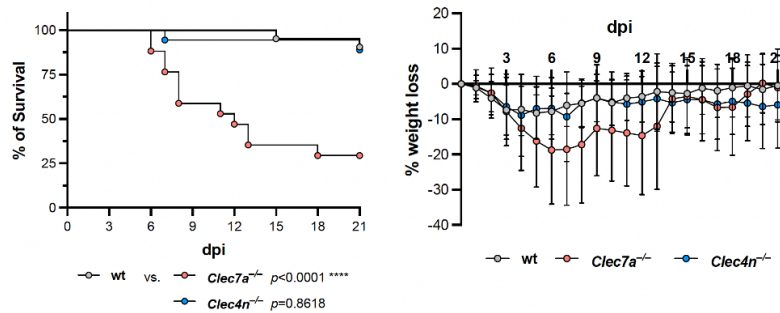 % of Survival
100
75
50
25
0
0 3 6 9 12 15 18 21
dpi
wt vs. Clec7a⁻/⁻ p<0.0001 ****
Clec4n⁻/⁻ p=0.8618
dpi
% weight loss
20
10
0
-10
-20
-30
-40
3 6 9 12 15 18 2
wt Clec7a⁻/⁻ Clec4n⁻/⁻